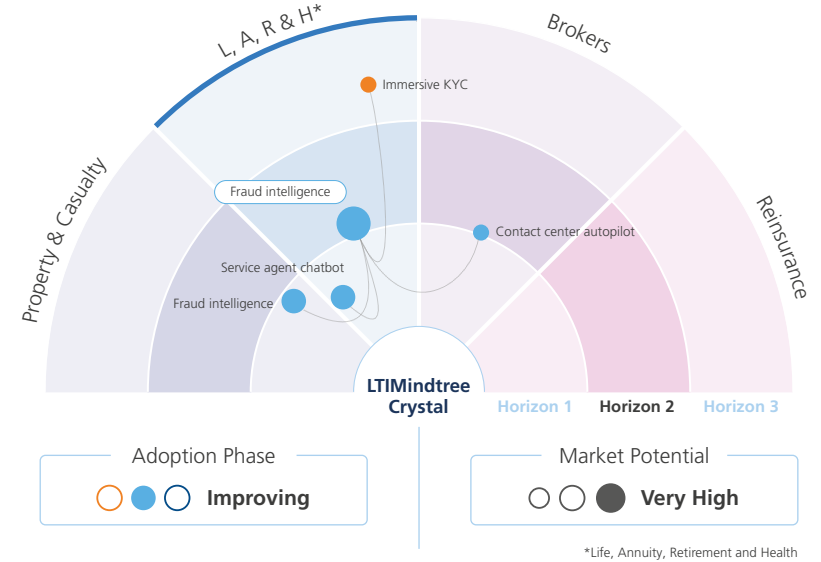 L, A, R & H*
Brokers
Property & Casualty
Reinsurance
Immersive KYC
Fraud intelligence
Contact center autopilot
Service agent chatbot
Fraud intelligence
LTIMindtree
Crystal
Horizon 1
Horizon 2
Horizon 3
Adoption Phase
Improving
Market Potential
Very High
*Life, Annuity, Retirement and Health